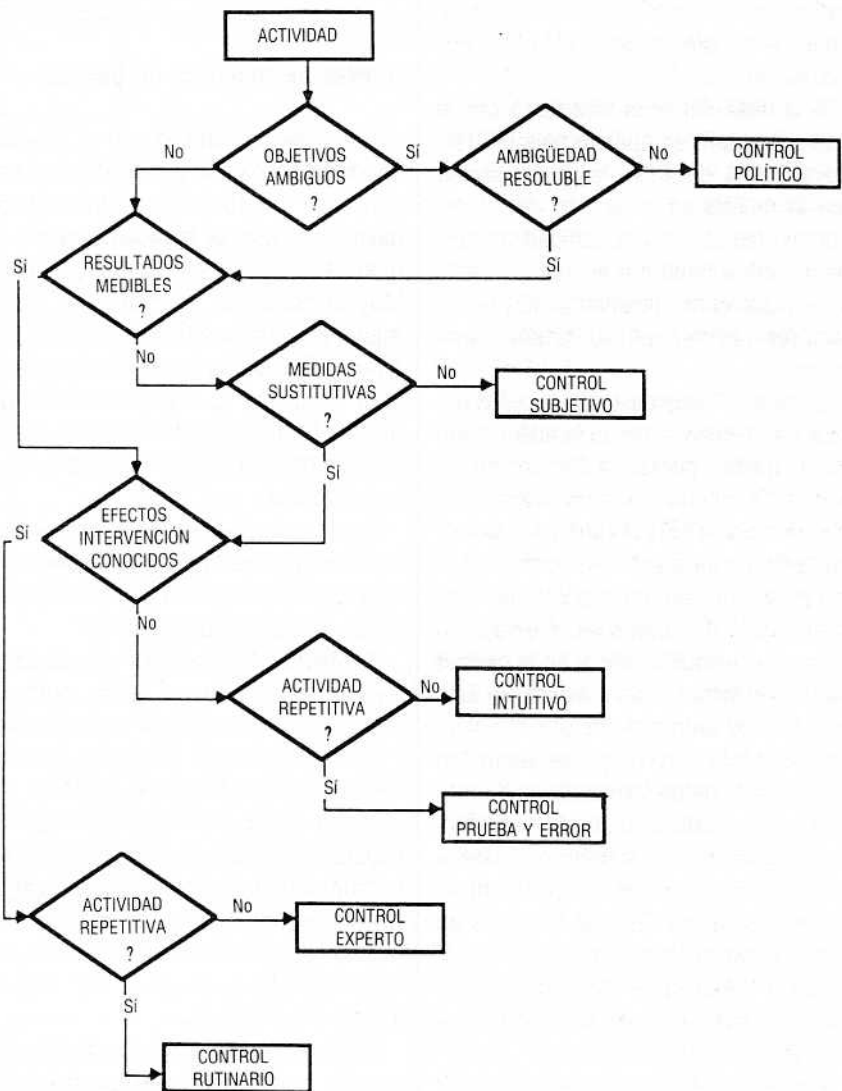 ACTIVIDAD
No
OBJETIVOS
AMBIGUOS
?
Sí
AMBIGÜEDAD
RESOLUBLE
?
No
CONTROL
POLÍTICO
Sí
Sí
RESULTADOS
MEDIBLES
?
No
MEDIDAS
SUSTITUTIVAS
?
No
CONTROL
SUBJETIVO
Sí
Sí
EFECTOS
INTERVENCIÓN
CONOCIDOS
No
ACTIVIDAD
REPETITIVA
?
No
CONTROL
INTUITIVO
Sí
CONTROL
PRUEBA Y ERROR
ACTIVIDAD
REPETITIVA
?
No
CONTROL
EXPERTO
Sí
CONTROL
RUTINARIO